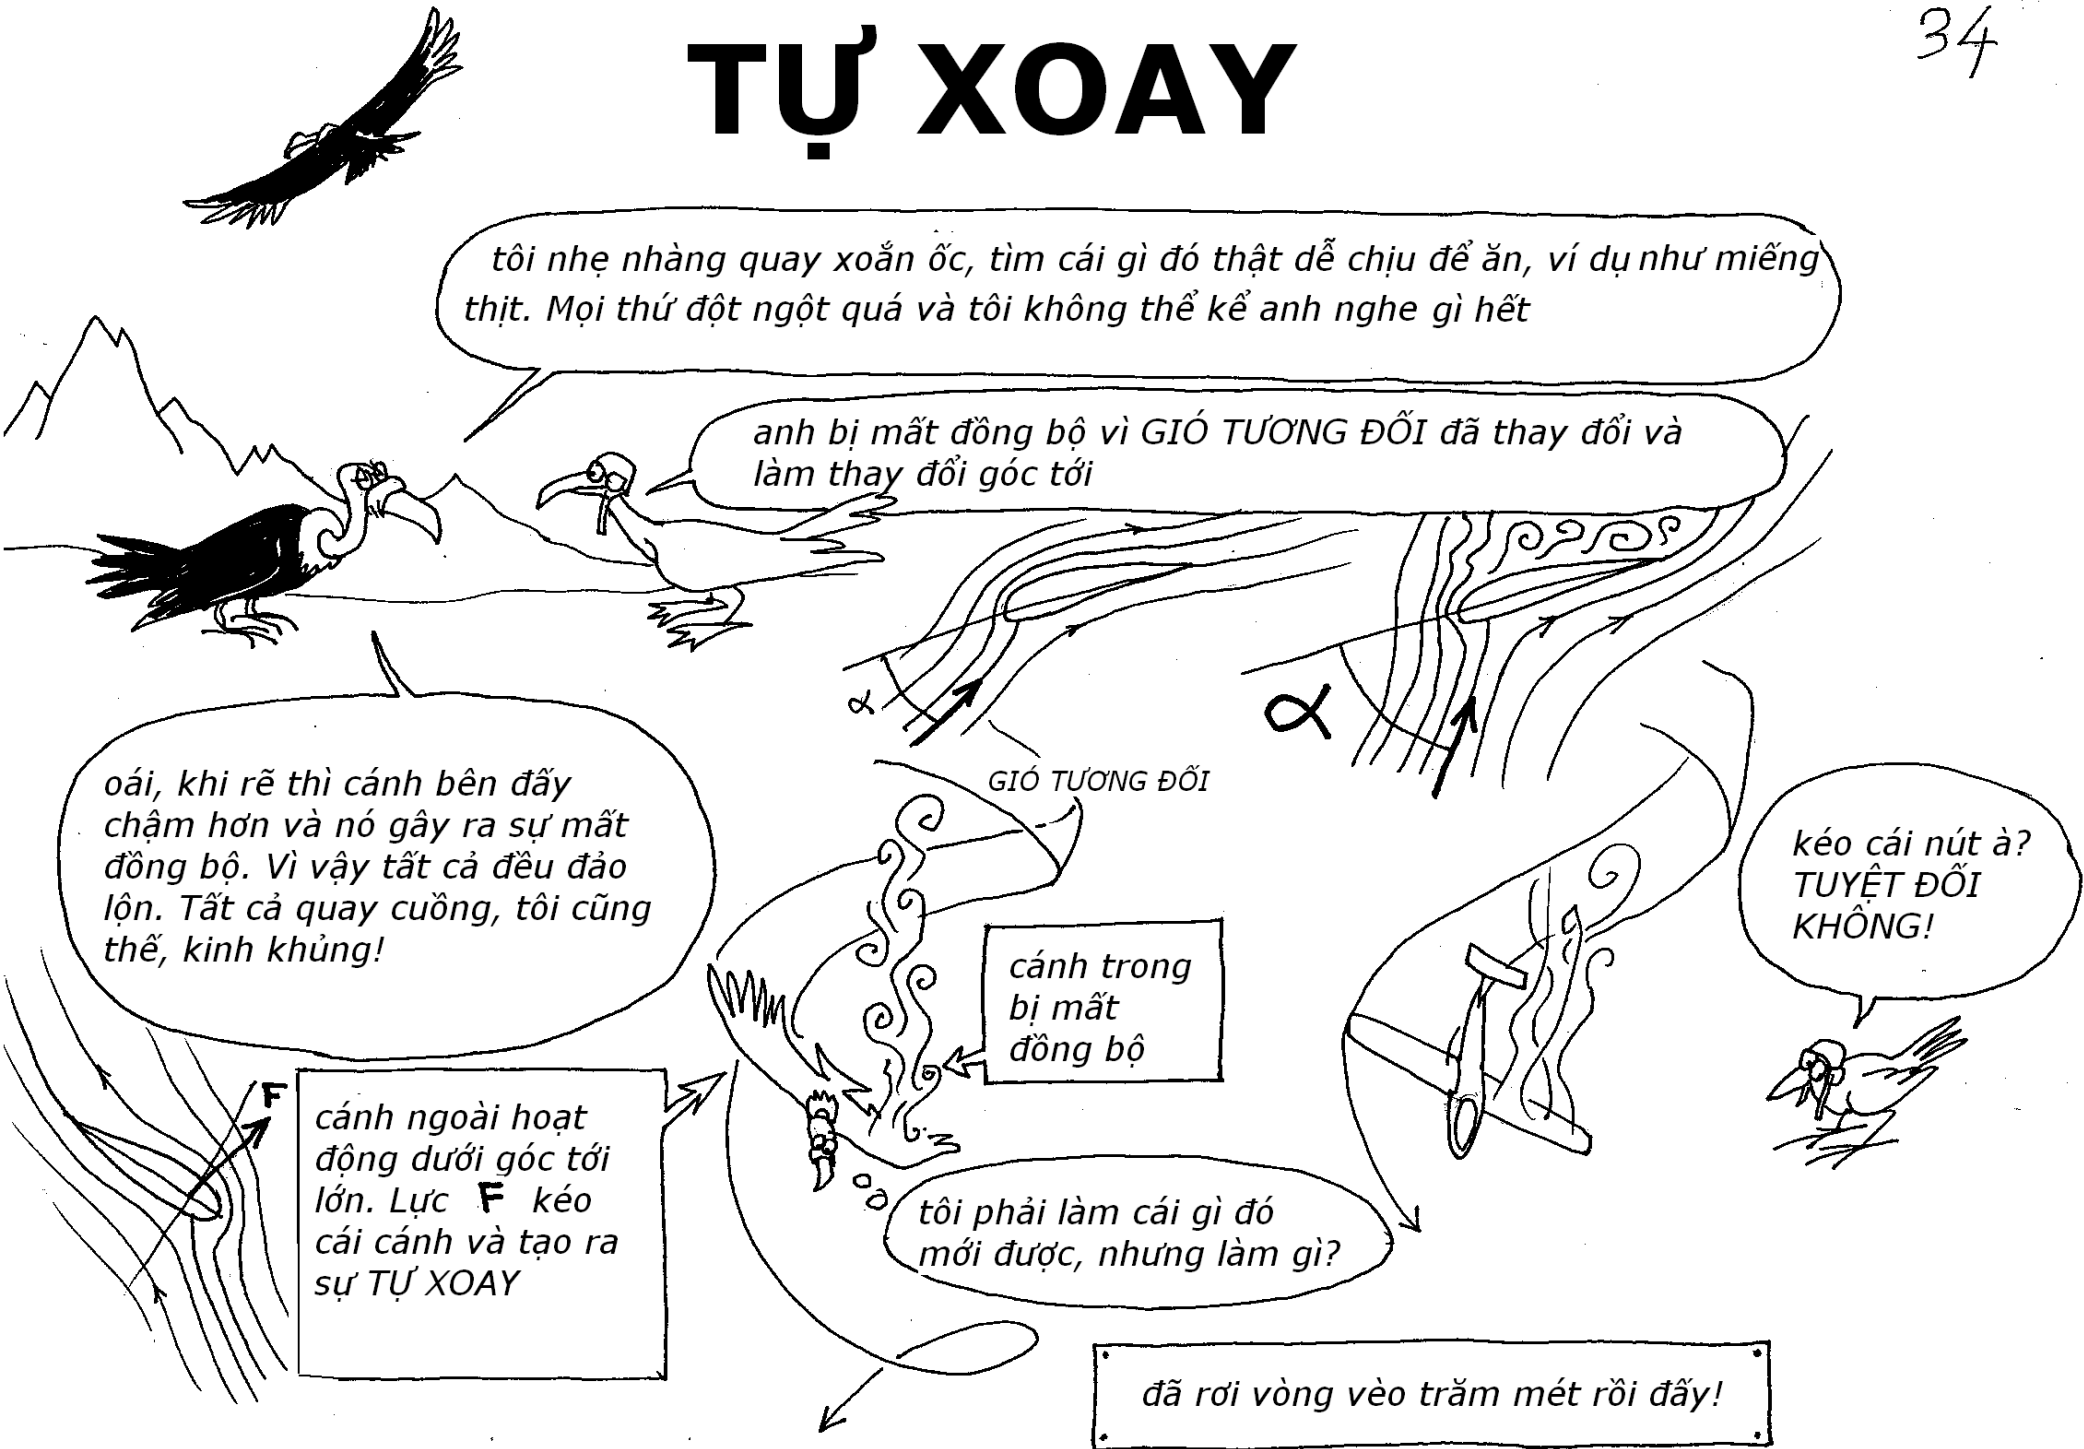 34
TỰ XOAY
tôi nhẹ nhàng quay xoắn ốc, tìm cái gì đó thật dễ chịu để ăn, ví dụ như miếng
thịt. Mọi thứ đột ngột quá và tôi không thể kể anh nghe gì hết
anh bị mất đồng bộ vì GIÓ TƯƠNG ĐỐI đã thay đổi và
làm thay đổi góc tới
α
α
oái, khi rẽ thì cánh bên đấy
chậm hơn và nó gây ra sự mất
đồng bộ. Vì vậy tất cả đều đảo
lộn. Tất cả quay cuồng, tôi cũng
thế, kinh khủng!
GIÓ TƯƠNG ĐỐI
kéo cái nút à?
TUYỆT ĐỐI
KHÔNG!
cánh trong
bị mất
đồng bộ
F
cánh ngoài hoạt
động dưới góc tới
lớn. Lực F kéo
cái cánh và tạo ra
sự TỰ XOAY
tôi phải làm cái gì đó
mới được, nhưng làm gì?
đã rơi vòng vèo trăm mét rồi đấy!